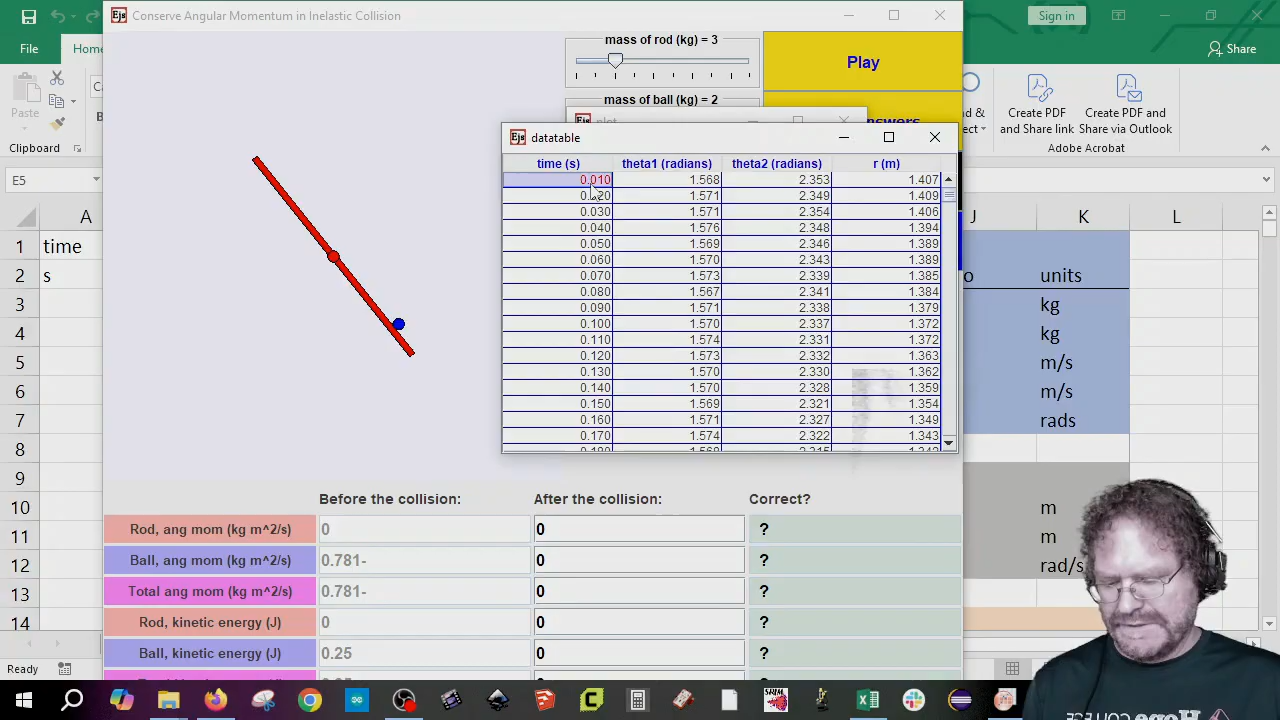 Conserve Angular Momentum in Inelastic Collision
Sign in
File
Home
Share
mass of rod (kg) = 3
Play
mass of ball (kg) = 2
Paste
Clipboard
Create PDF and Share link
Create PDF and Share via Outlook
Adobe Acrobat
plot
datatable
E5
time (s) theta1 (radians) theta2 (radians) r (m)
0.010 1.568 2.353 1.407
0.020 1.571 2.349 1.409
0.030 1.571 2.354 1.406
0.040 1.576 2.348 1.394
0.050 1.569 2.346 1.389
0.060 1.570 2.343 1.389
0.070 1.573 2.339 1.385
0.080 1.567 2.341 1.384
0.090 1.571 2.338 1.379
0.100 1.570 2.337 1.372
0.110 1.574 2.331 1.372
0.120 1.573 2.332 1.363
0.130 1.570 2.330 1.362
0.140 1.570 2.328 1.359
0.150 1.569 2.321 1.354
0.160 1.571 2.327 1.349
0.170 1.574 2.322 1.343
A J K L
1 time
2 s units
3 kg
4 kg
5 m/s
6 m/s
7 rads
8
9
10 m
11 m
12 rad/s
13
14
Before the collision: After the collision: Correct?
Rod, ang mom (kg m^2/s) 0 0 ?
Ball, ang mom (kg m^2/s) 0.781- 0 ?
Total ang mom (kg m^2/s) 0.781- 0 ?
Rod, kinetic energy (J) 0 0 ?
Ball, kinetic energy (J) 0.25 0 ?
Ready